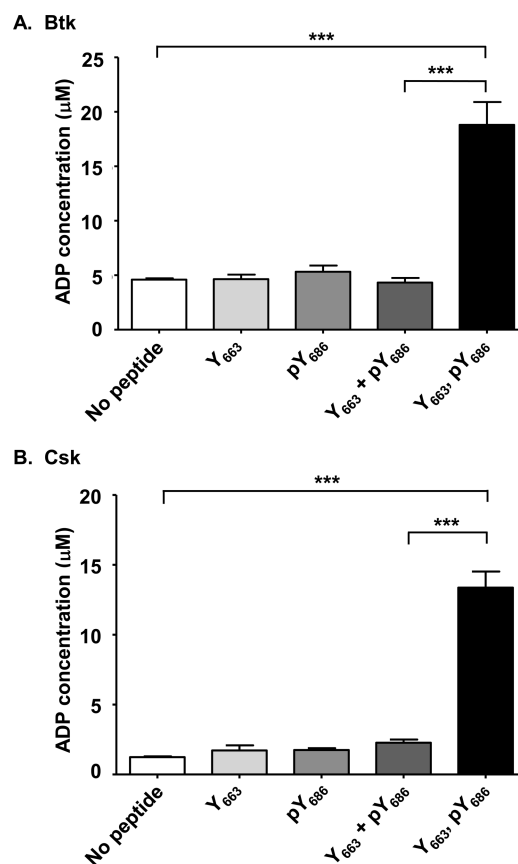 A. Btk
***
***
ADP concentration (μM)
25
20
15
10
5
0
No peptide
Y663
pY686
Y663 + pY686
Y663, pY686
B. Csk
***
***
ADP concentration (μM)
20
15
10
5
0
No peptide
Y663
pY686
Y663 + pY686
Y663, pY686